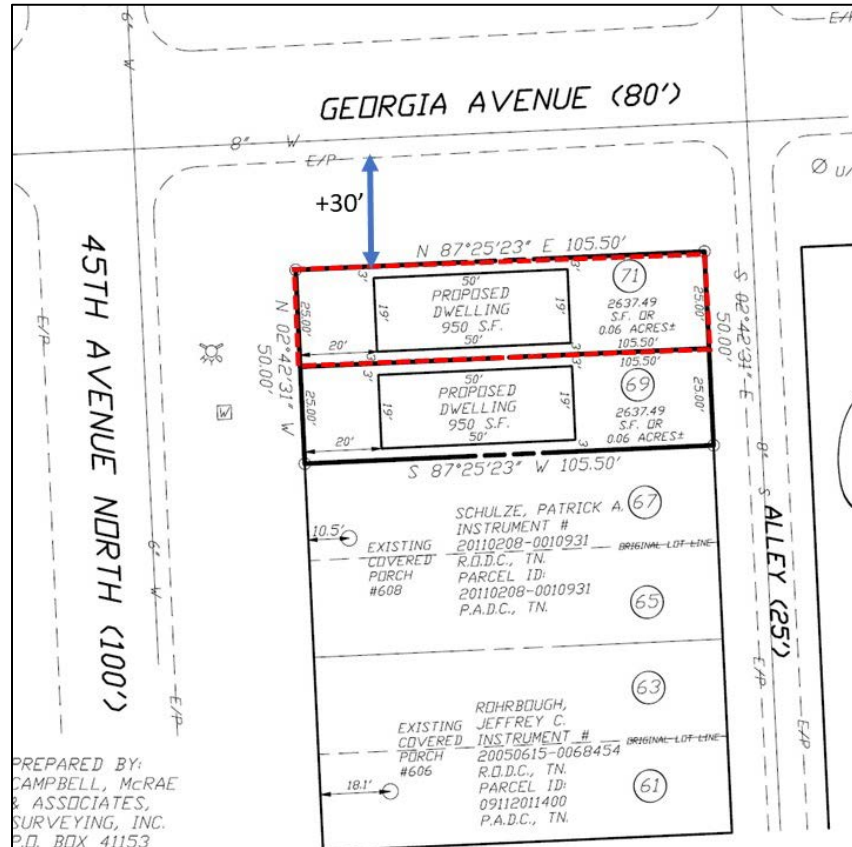 6" W
E/P
GEORGIA AVENUE (80')
8" W
E/P
+30'
U/
N 87°25'23" E 105.50'
45TH AVENUE NORTH (100')
E/P
N 02°42'31" W
50.00'
25.00'
3'
50'
3'
PROPOSED
DWELLING
950 S.F.
19'
19'
20'
50'
3'
3'
71
2637.49
S.F. OR
0.06 ACRES±
105.50'
25.00'
S 02°42'31" E
50.00'
25.00'
3'
50'
3'
PROPOSED
DWELLING
950 S.F.
19'
19'
20'
50'
3'
105.50'
69
2637.49
S.F. OR
0.06 ACRES±
25.00'
W
S 87°25'23" W 105.50'
8" S
ALLEY (25')
E/P
E/P
10.5'
EXISTING
COVERED
PORCH
#608
SCHULZE, PATRICK A.
INSTRUMENT #
20110208-0010931
R.O.D.C., TN.
PARCEL ID:
20110208-0010931
P.A.D.C., TN.
67
ORIGINAL LOT LINE
65
6" W
E/P
63
EXISTING
COVERED
PORCH
#606
18.1'
ROHRBOUGH,
JEFFREY C.
INSTRUMENT #
20050615-0068454
R.O.D.C., TN.
PARCEL ID:
09112011400
P.A.D.C., TN.
ORIGINAL LOT LINE
61
PREPARED BY:
CAMPBELL, McRAE
& ASSOCIATES,
SURVEYING, INC.
P.O. BOX 41153